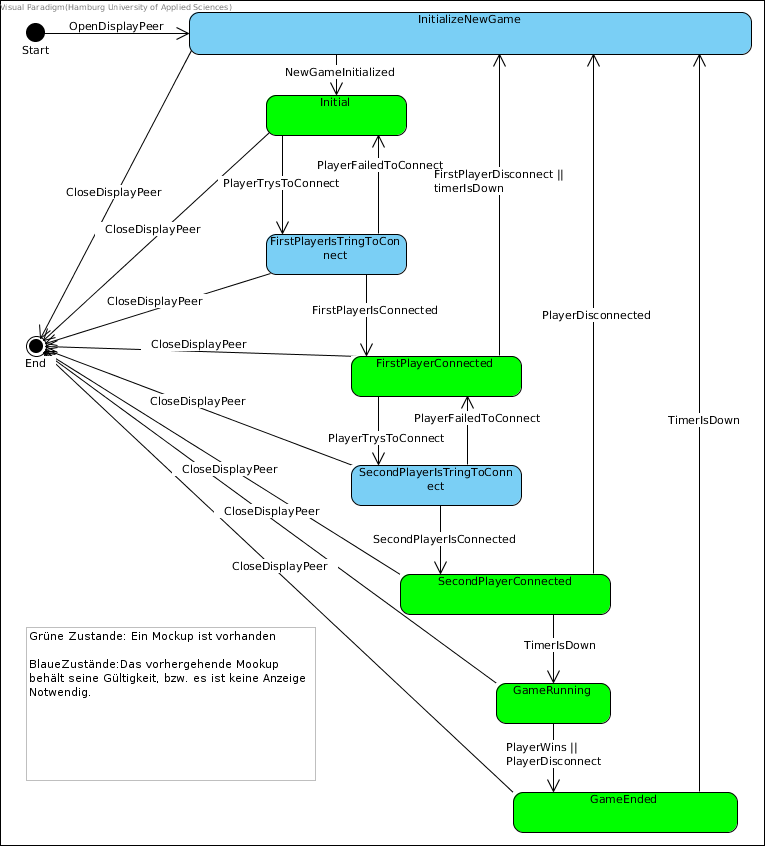 Visual Paradigm(Hamburg University of Applied Sciences)
InitializeNewGame
OpenDisplayPeer
Start
NewGameInitialized
Initial
PlayerFailedToConnect
FirstPlayerDisconnect ||
timerIsDown
PlayerTrysToConnect
CloseDisplayPeer
CloseDisplayPeer
FirstPlayerIsTringToCon
nect
CloseDisplayPeer
FirstPlayerIsConnected
PlayerDisconnected
CloseDisplayPeer
End
FirstPlayerConnected
CloseDisplayPeer
PlayerFailedToConnect
TimerIsDown
PlayerTrysToConnect
CloseDisplayPeer
SecondPlayerIsTringToConn
ect
CloseDisplayPeer
SecondPlayerIsConnected
CloseDisplayPeer
SecondPlayerConnected
Grüne Zustande: Ein Mockup ist vorhanden
TimerIsDown
BlaueZustände:Das vorhergehende Mookup
behält seine Gültigkeit, bzw. es ist keine Anzeige
Notwendig.
GameRunning
PlayerWins ||
PlayerDisconnect
GameEnded